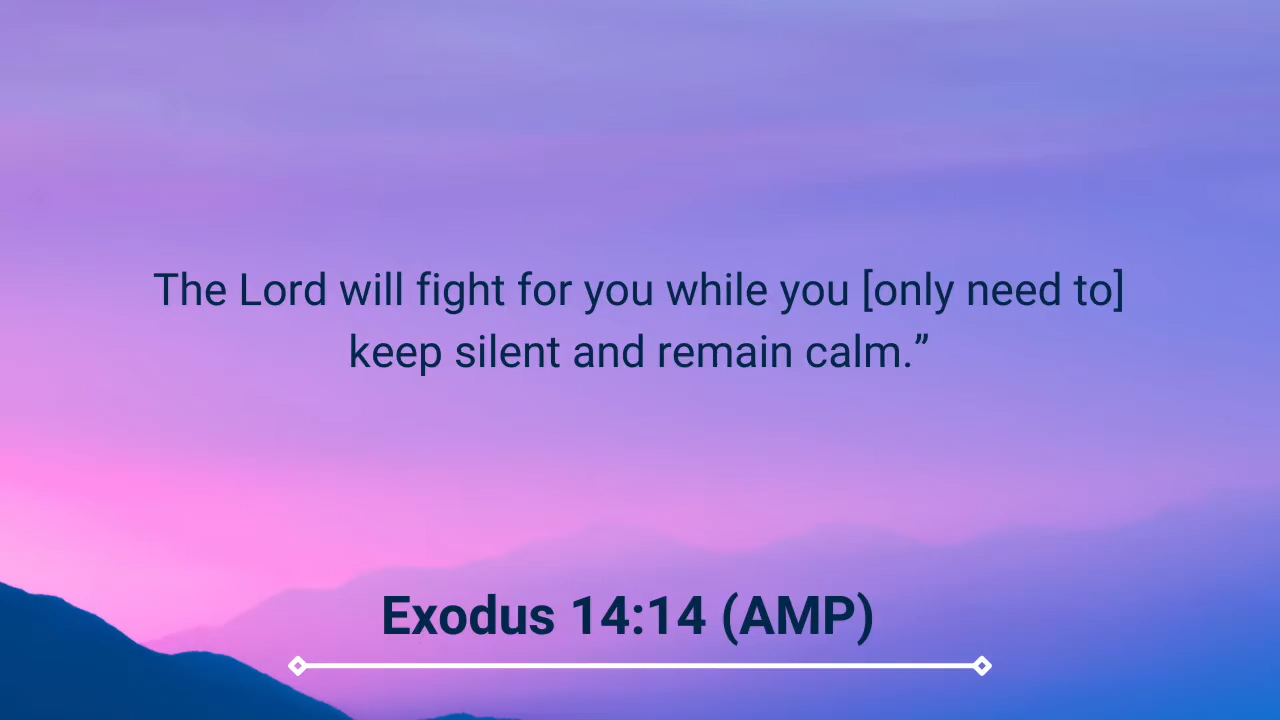 The Lord will fight for you while you [only need to]
keep silent and remain calm.”
Exodus 14:14 (AMP)